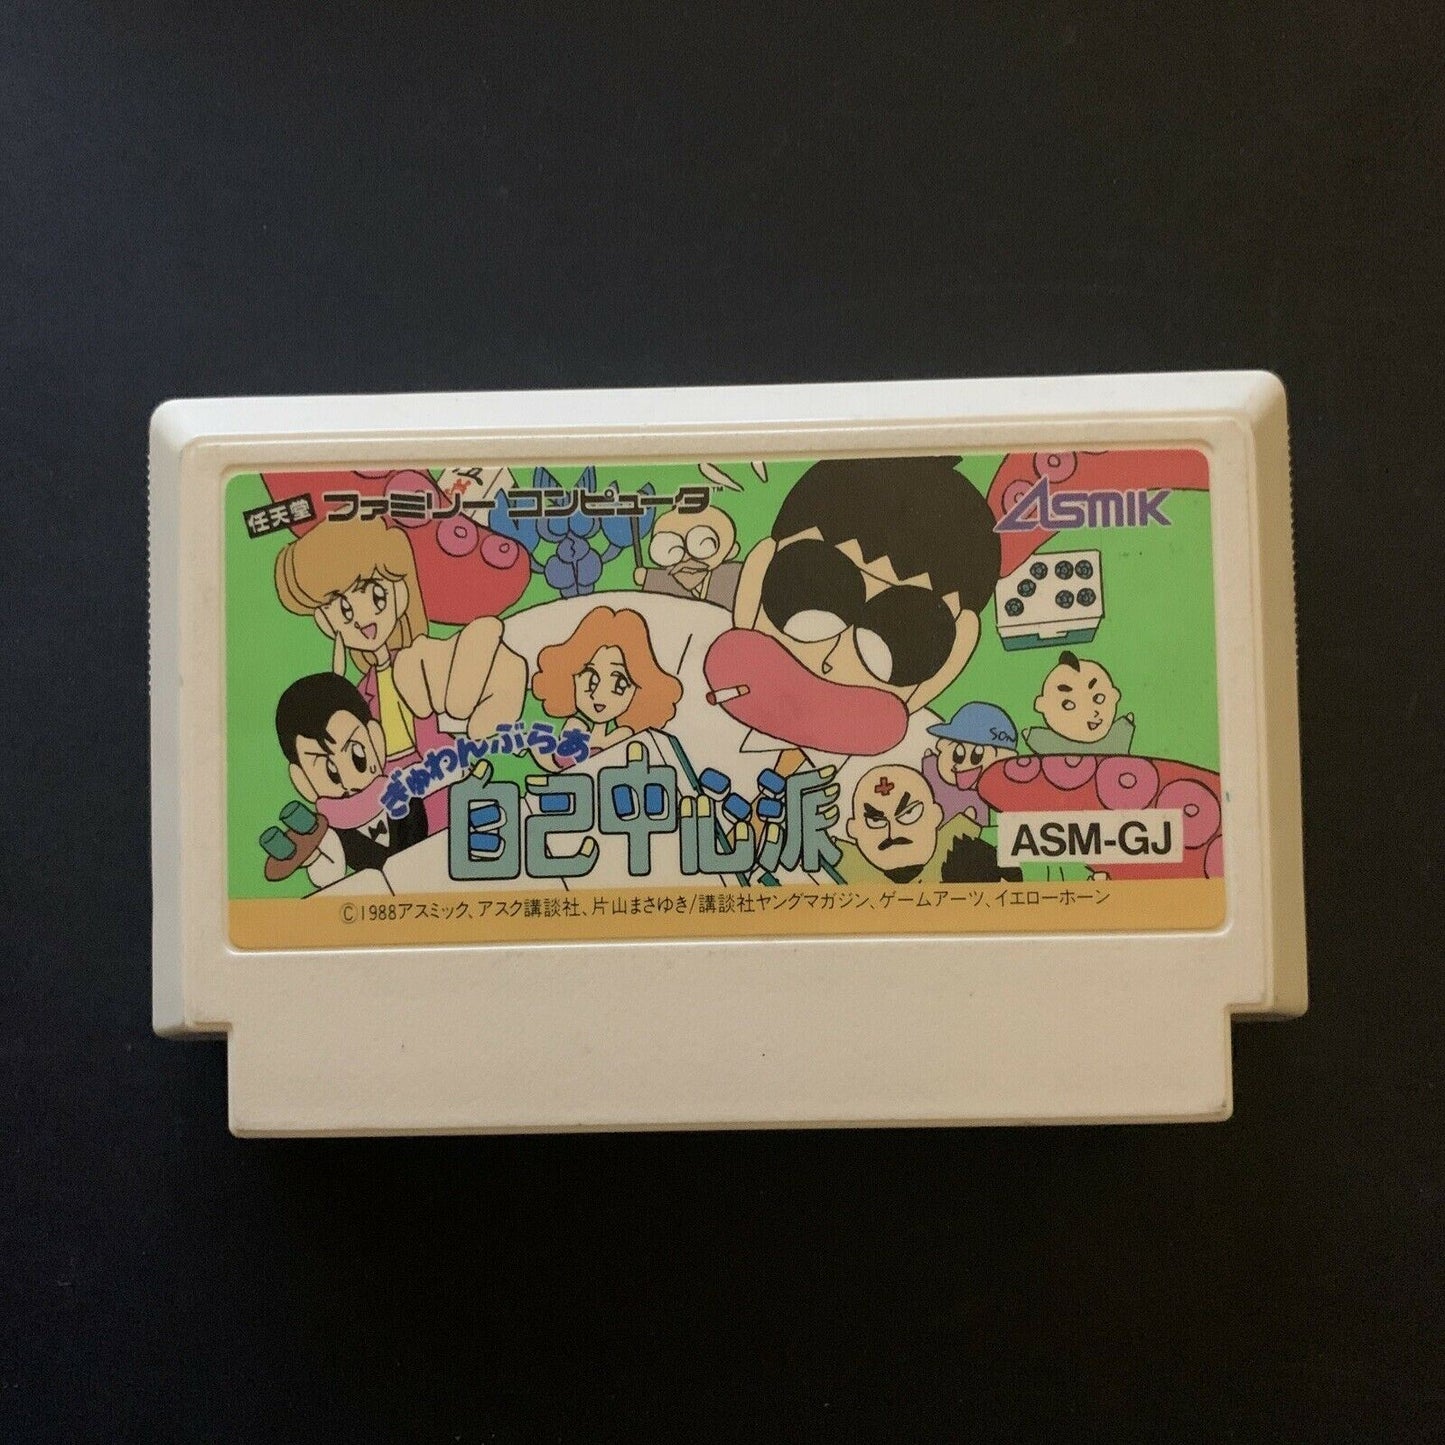 任天堂 ファミリー コンピュータ™
ASMIK
ぎゅわんぶらあ
自己中心派
SON
ASM-GJ
©1988アスミック、アスク講談社、片山まさゆき/講談社ヤングマガジン、ゲームアーツ、イエローホーン